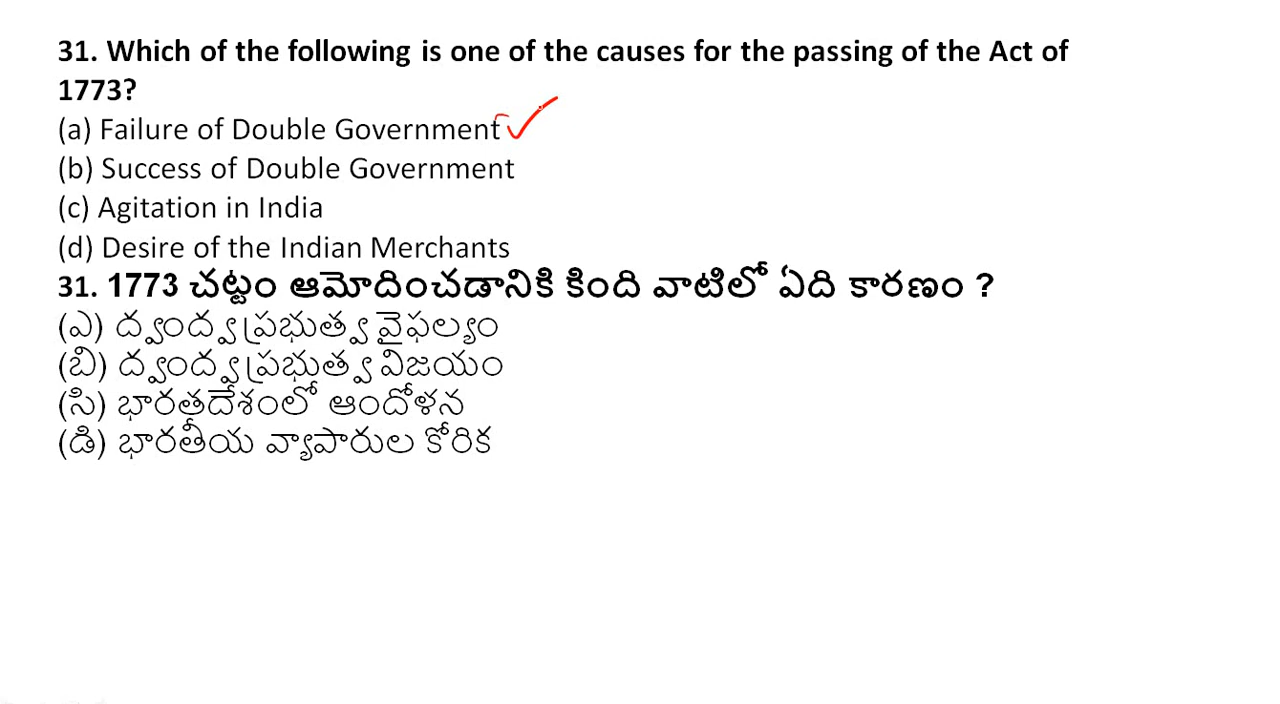 31. Which of the following is one of the causes for the passing of the Act of
1773?
(a) Failure of Double Government
(b) Success of Double Government
(c) Agitation in India
(d) Desire of the Indian Merchants
31. 1773 చట్టం ఆమోదించడానికి కింది వాటిలో ఏది కారణం ?
(ఎ) ద్వంద్వ ప్రభుత్వ వైఫల్యం
(బి) ద్వంద్వ ప్రభుత్వ విజయం
(సి) భారతదేశంలో ఆందోళన
(డి) భారతీయ వ్యాపారుల కోరిక